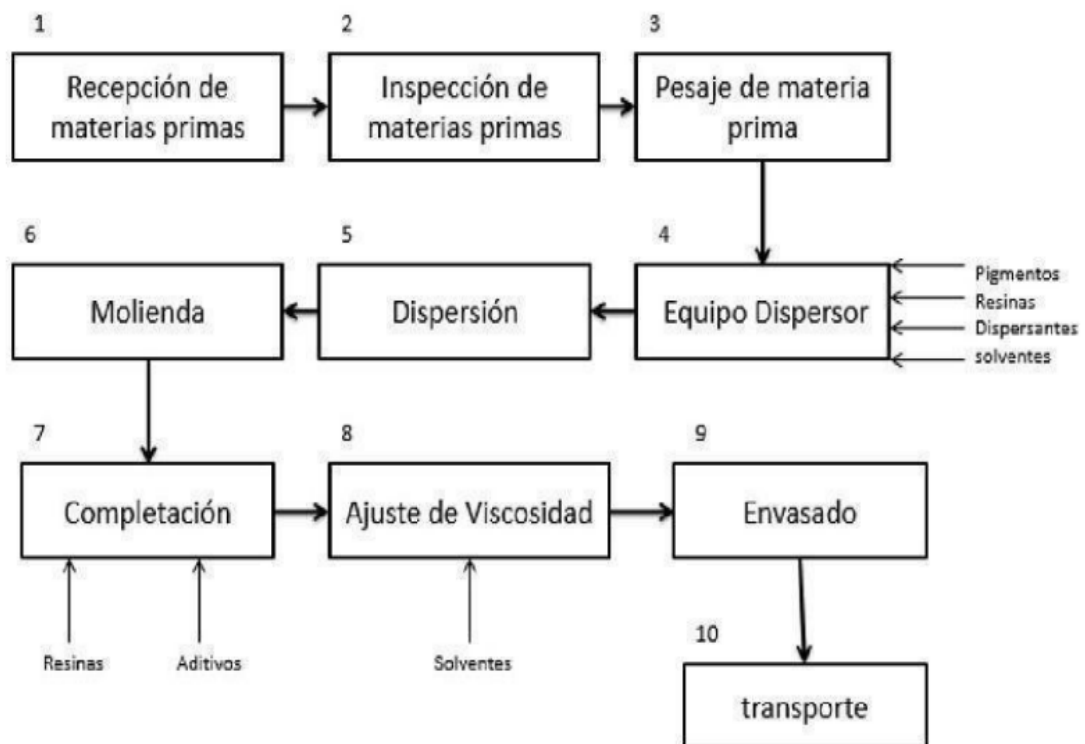 1
Recepción de
materias primas
2
Inspección de
materias primas
3
Pesaje de materia
prima
4
Equipo Dispersor
Pigmentos
Resinas
Dispersantes
solventes
5
Dispersión
6
Molienda
7
Completación
Resinas
Aditivos
8
Ajuste de Viscosidad
Solventes
9
Envasado
10
transporte